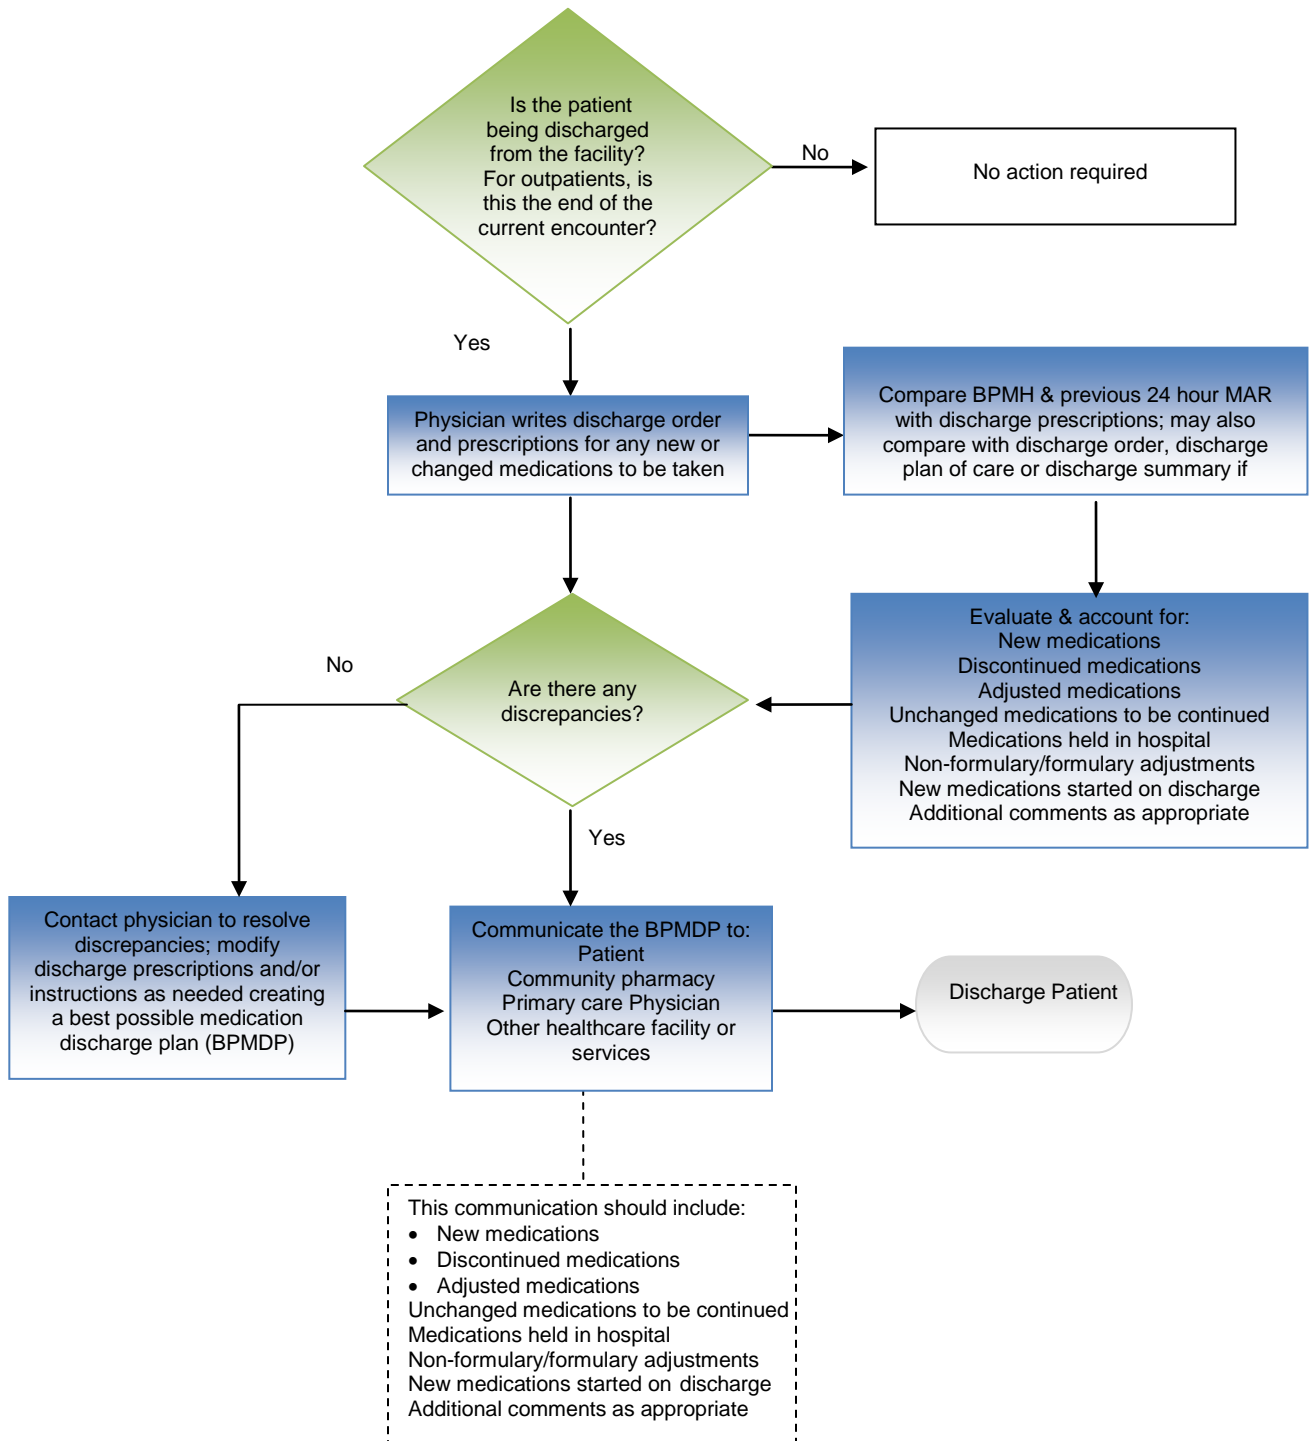 Is the patient
being discharged
from the facility?
For outpatients, is
this the end of the
current encounter?
No
No action required
Yes
Physician writes discharge order
and prescriptions for any new or
changed medications to be taken
Compare BPMH & previous 24 hour MAR
with discharge prescriptions; may also
compare with discharge order, discharge
plan of care or discharge summary if
Evaluate & account for:
New medications
Discontinued medications
Adjusted medications
Unchanged medications to be continued
Medications held in hospital
Non-formulary/formulary adjustments
New medications started on discharge
Additional comments as appropriate
Are there any
discrepancies?
No
Yes
Contact physician to resolve
discrepancies; modify
discharge prescriptions and/or
instructions as needed creating
a best possible medication
discharge plan (BPMDP)
Communicate the BPMDP to:
Patient
Community pharmacy
Primary care Physician
Other healthcare facility or
services
Discharge Patient
This communication should include:
• New medications
• Discontinued medications
• Adjusted medications
Unchanged medications to be continued
Medications held in hospital
Non-formulary/formulary adjustments
New medications started on discharge
Additional comments as appropriate